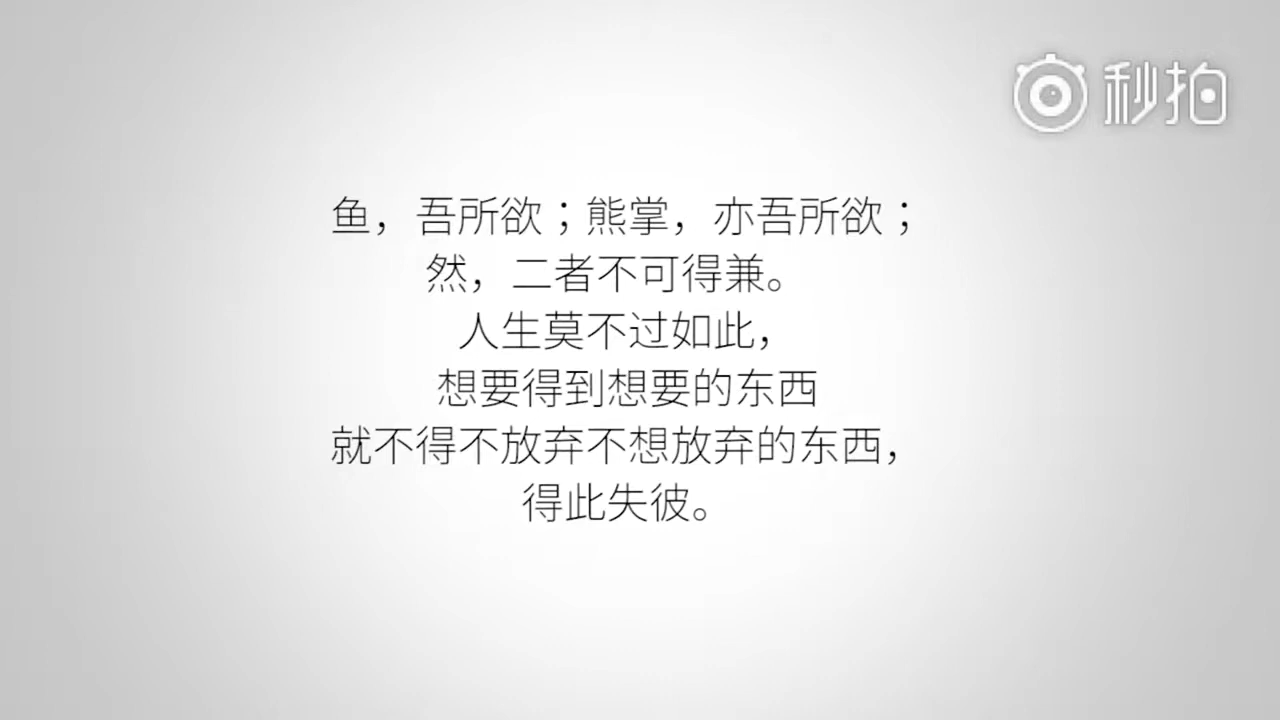 秒拍
鱼，吾所欲；熊掌，亦吾所欲；
然，二者不可得兼。
人生莫不过如此，
想要得到想要的东西
就不得不放弃不想放弃的东西，
得此失彼。